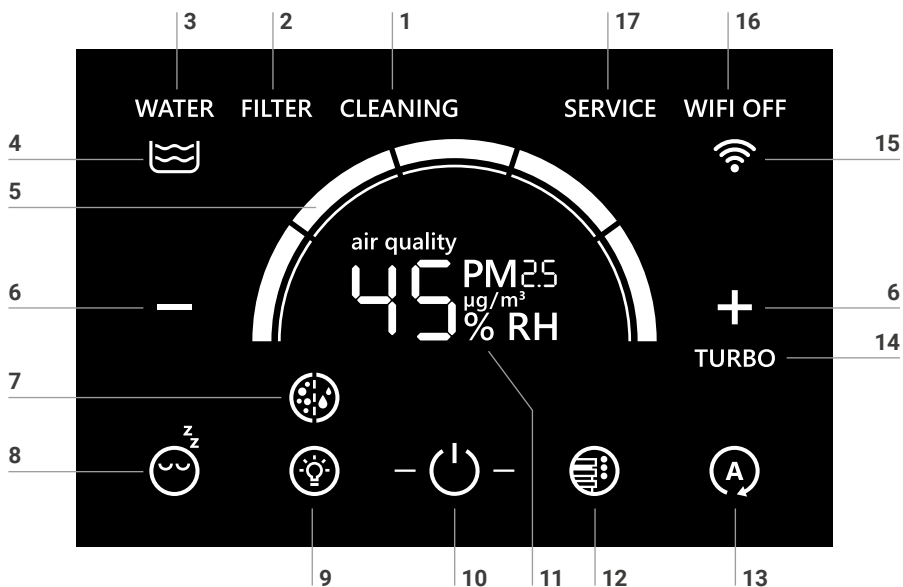 3 2 1 17 16
WATER FILTER CLEANING SERVICE WIFI OFF
4 15
5
air quality
45 PM2.5
µg/m³
% RH
6 6
TURBO 14
7
8 z z
A
9 10 11 12 13